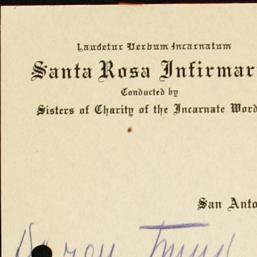 Laudetur Verbum Incarnatum
Santa Rosa Infirmar
Conducted by
Sisters of Charity of the Incarnate Word
San Anto